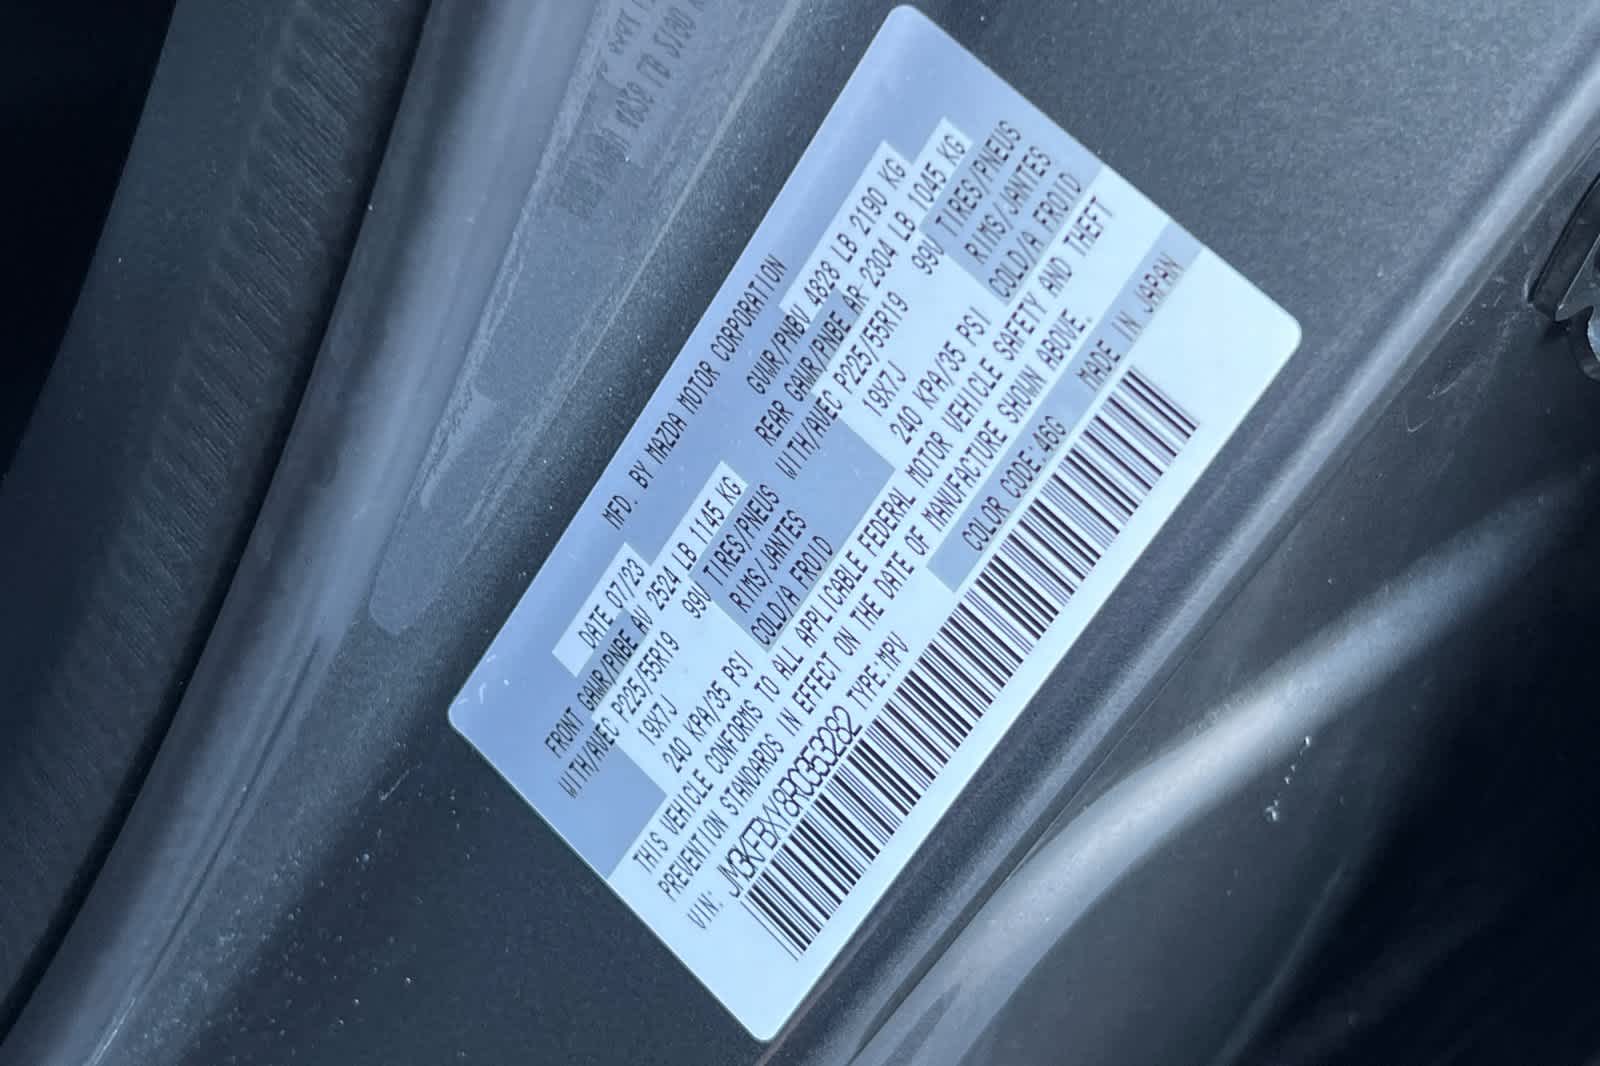 MFD. BY MAZDA MOTOR CORPORATION
DATE 07/23 GVWR/PNBV 4828 LB 2190 KG
FRONT GAWR/PNBE AV 2524 LB 1145 KG REAR GAWR/PNBE AR-2304 LB 1045 KG
WITH/AVEC P225/55R19 99V TIRES/PNEUS WITH/AVEC P225/55R19 99V TIRES/PNEUS
19X7J RIMS/JANTES 19X7J RIMS/JANTES
240 KPA/35 PSI COLD/A FROID 240 KPA/35 PSI COLD/A FROID
THIS VEHICLE CONFORMS TO ALL APPLICABLE FEDERAL MOTOR VEHICLE SAFETY AND THEFT
PREVENTION STANDARDS IN EFFECT ON THE DATE OF MANUFACTURE SHOWN ABOVE.
VIN: JM3KFBXY8R0353282 TYPE:MPV COLOR CODE:46G MADE IN JAPAN